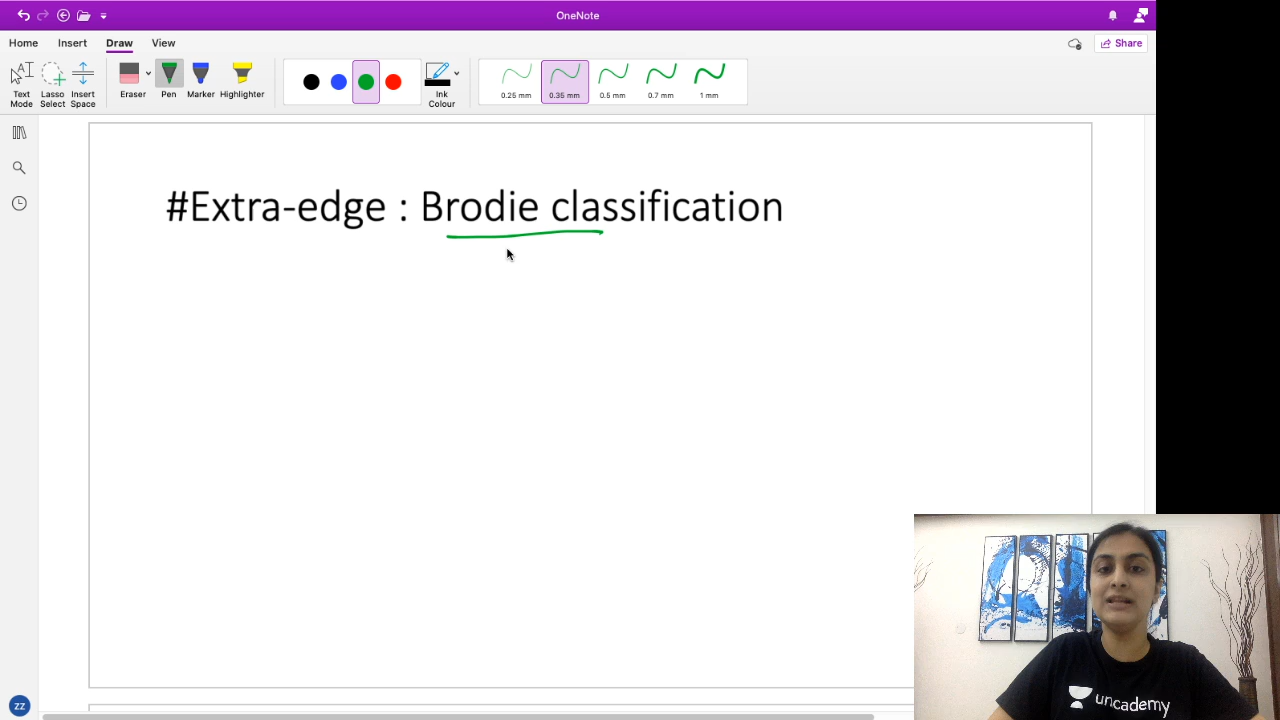 OneNote
Home Insert Draw View
Share
Text Mode
Lasso Select
Insert Space
Eraser
Pen
Marker
Highlighter
Ink Colour
0.25 mm
0.35 mm
0.5 mm
0.7 mm
1 mm
#Extra-edge : Brodie classification
unacademy
ZZ